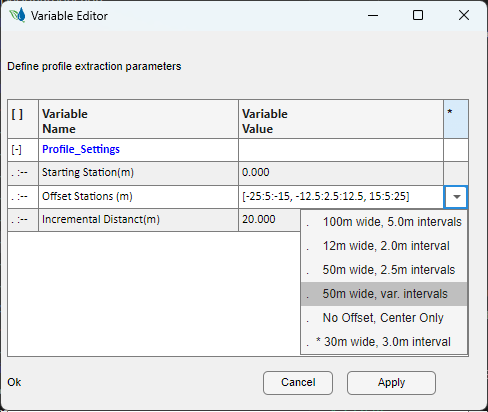 Variable Editor
Define profile extraction parameters
[ ] Variable Name Variable Value *
[-] Profile_Settings
. :-- Starting Station(m) 0.000
. :-- Offset Stations (m) [-25:5:-15, -12.5:2.5:12.5, 15:5:25]
. :-- Incremental Distanct(m) 20.000
. 100m wide, 5.0m intervals
. 12m wide, 2.0m interval
. 50m wide, 2.5m intervals
. 50m wide, var. intervals
. No Offset, Center Only
. * 30m wide, 3.0m interval
Ok Cancel Apply